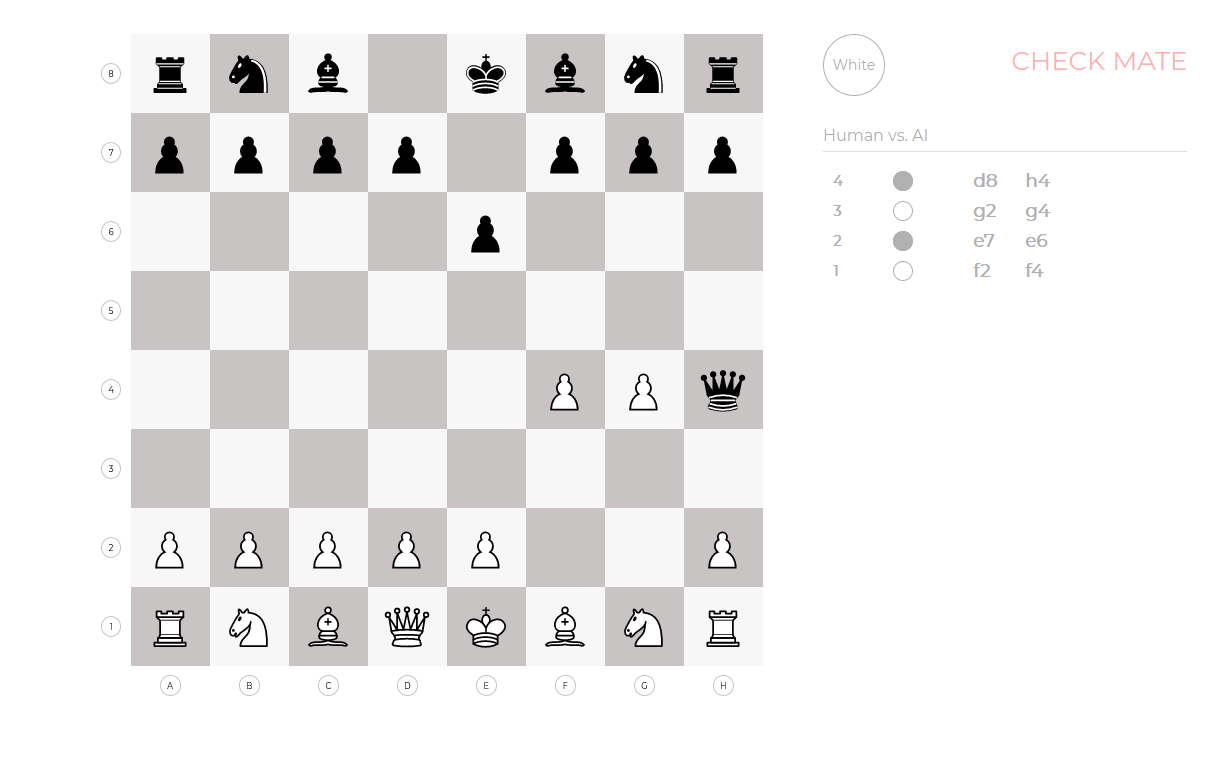 8
7
6
5
4
3
2
1
A B C D E F G H
White
CHECK MATE
Human vs. AI
4 d8 h4
3 g2 g4
2 e7 e6
1 f2 f4